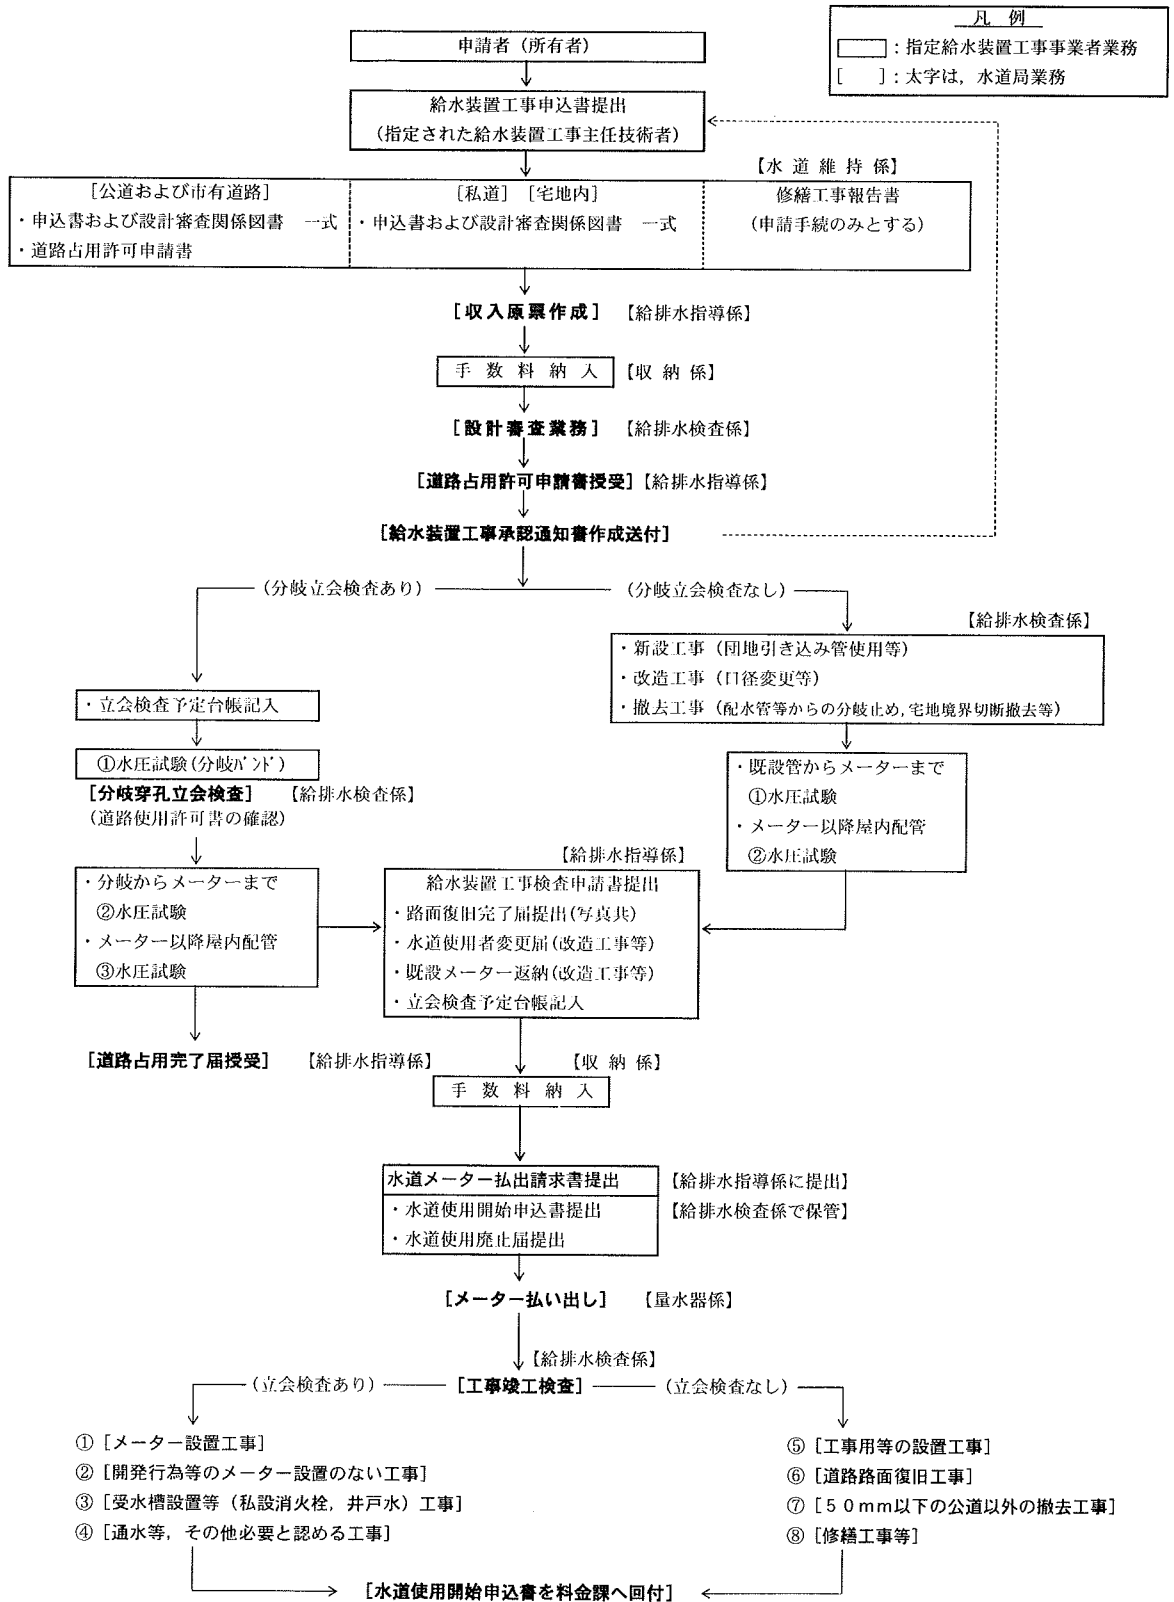 凡 例
：指定給水装置工事事業者業務
[ ]：太字は，水道局業務
申請者（所有者）
給水装置工事申込書提出
（指定された給水装置工事主任技術者）
【水 道 維 持 係】
[公道および市有道路]
・申込書および設計審査関係図書 一式
・道路占用許可申請書
[私道] [宅地内]
・申込書および設計審査関係図書 一式
修繕工事報告書
（申請手続のみとする）
[収入原票作成] 【給排水指導係】
手 数 料 納 入 【収 納 係】
[設計審査業務] 【給排水検査係】
[道路占用許可申請書授受]【給排水指導係】
[給水装置工事承認通知書作成送付]
（分岐立会検査あり）
（分岐立会検査なし）
【給排水検査係】
・新設工事（団地引き込み管使用等）
・改造工事（口径変更等）
・撤去工事（配水管等からの分岐止め，宅地境界切断撤去等）
・立会検査予定台帳記入
①水圧試験（分岐ﾊﾞﾝﾄﾞ）
[分岐穿孔立会検査] 【給排水検査係】
（道路使用許可書の確認）
・既設管からメーターまで
①水圧試験
・メーター以降屋内配管
②水圧試験
・分岐からメーターまで
②水圧試験
・メーター以降屋内配管
③水圧試験
【給排水指導係】
給水装置工事検査申請書提出
・路面復旧完了届提出（写真共）
・水道使用者変更届（改造工事等）
・既設メーター返納（改造工事等）
・立会検査予定台帳記入
[道路占用完了届授受] 【給排水指導係】
【収 納 係】
手 数 料 納 入
水道メーター払出請求書提出 【給排水指導係に提出】
・水道使用開始申込書提出 【給排水検査係で保管】
・水道使用廃止届提出
[メーター払い出し] 【量水器係】
【給排水検査係】
（立会検査あり） [工事竣工検査] （立会検査なし）
①［メーター設置工事］
②［開発行為等のメーター設置のない工事］
③［受水槽設置等（私設消火栓，井戸水）工事］
④［通水等，その他必要と認める工事］
⑤［工事用等の設置工事］
⑥［道路路面復旧工事］
⑦［５０ｍｍ以下の公道以外の撤去工事］
⑧［修繕工事等］
[水道使用開始申込書を料金課へ回付]